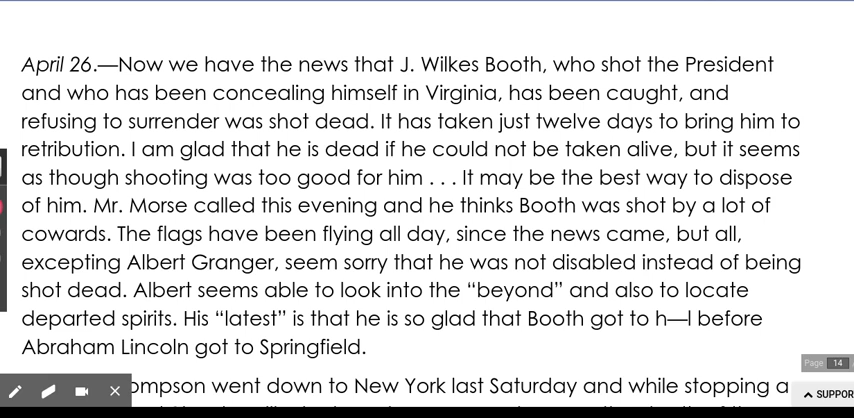 April 26.—Now we have the news that J. Wilkes Booth, who shot the President
and who has been concealing himself in Virginia, has been caught, and
refusing to surrender was shot dead. It has taken just twelve days to bring him to
retribution. I am glad that he is dead if he could not be taken alive, but it seems
as though shooting was too good for him . . . It may be the best way to dispose
of him. Mr. Morse called this evening and he thinks Booth was shot by a lot of
cowards. The flags have been flying all day, since the news came, but all,
excepting Albert Granger, seem sorry that he was not disabled instead of being
shot dead. Albert seems able to look into the “beyond” and also to locate
departed spirits. His “latest” is that he is so glad that Booth got to h—l before
Abraham Lincoln got to Springfield.
Page 14
ompson went down to New York last Saturday and while stopping a
SUPPOR